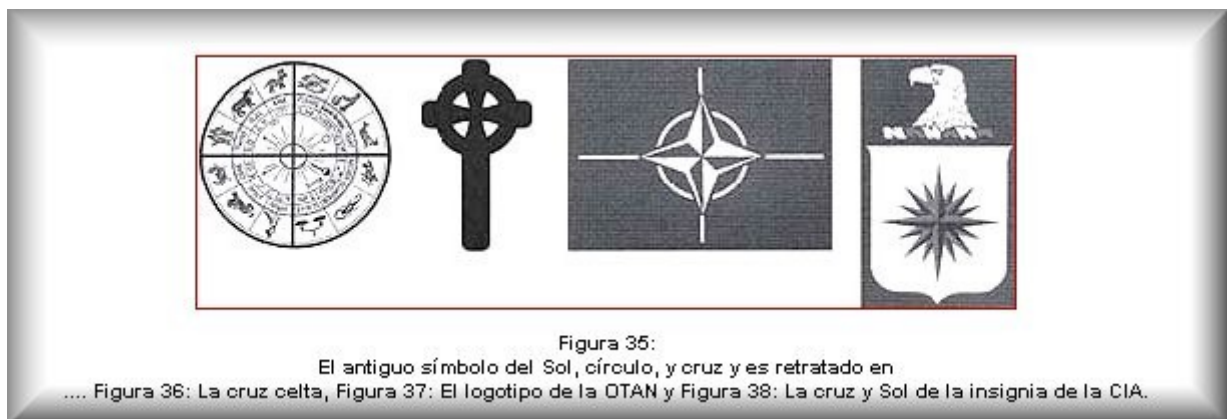 Figura 35:
El antiguo símbolo del Sol, círculo, y cruz y es retratado en
.... Figura 36: La cruz celta, Figura 37: El logotipo de la OTAN y Figura 38: La cruz y Sol de la insignia de la CIA.